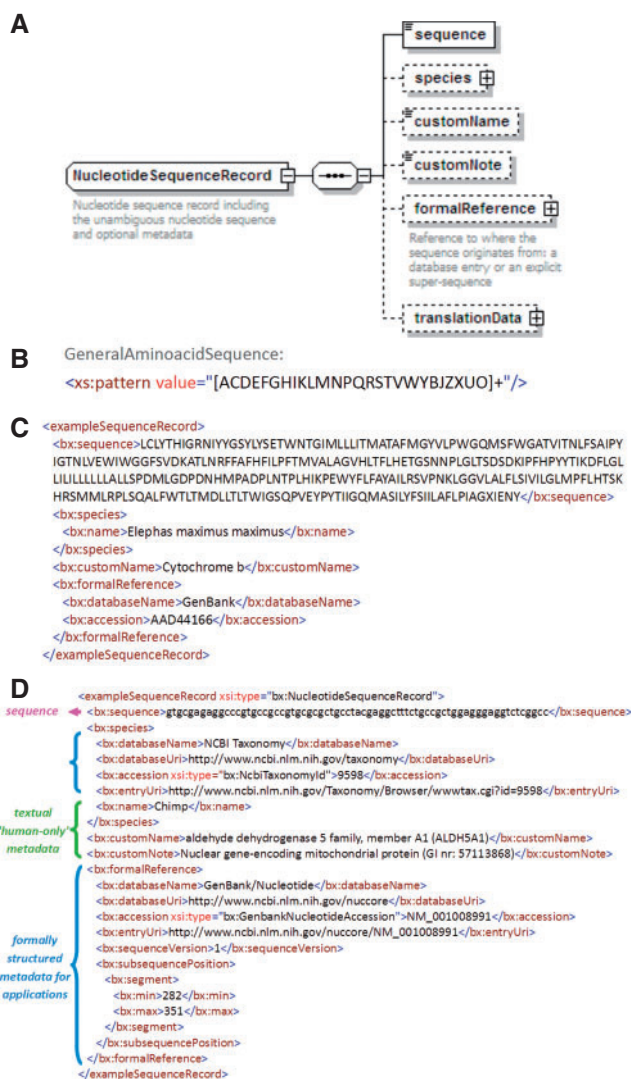 A
sequence
species
customName
customNote
NucleotideSequenceRecord
Nucleotide sequence record including
the unambiguous nucleotide sequence
and optional metadata
formalReference
Reference to where the
sequence originates from: a
database entry or an explicit
super-sequence
translationData
B
GeneralAminoacidSequence:
<xs:pattern value="[ACDEFGHIKLMNPQRSTVWYBJZXUO]+"/>
C
<exampleSequenceRecord>
<bx:sequence>LCLYTHIGRNIYYGSYLYSETWNTGIMLLLITMATAFMGYVLPWGQMSFWGATVITNLFSAIPY
IGTNLVEWIWGGFSVDKATLNRFFAFHFILPFTMVALAGVHLTFLHETGSNNPLGLTSDSDKIPFHPYYTIKDFLGL
LILILLLLLLALLSPDMLGDPDNHMPADPLNTPLHIKPEWYFLFAYAILRSVPNKLGGVLALFLSIVILGLMPFLHTSK
HRSMMLRPLSQALFWTLTMDLLTLTWIGSQPVEYPYTIIGQMASILYFSIILAFLPIAGXIENY</bx:sequence>
<bx:species>
<bx:name>Elephas maximus maximus</bx:name>
</bx:species>
<bx:customName>Cytochrome b</bx:customName>
<bx:formalReference>
<bx:databaseName>GenBank</bx:databaseName>
<bx:accession>AAD44166</bx:accession>
</bx:formalReference>
</exampleSequenceRecord>
D
<exampleSequenceRecord xsi:type="bx:NucleotideSequenceRecord">
sequence
<bx:sequence>gtgcgagaggcccgtgccgccgtgcgcgctgcctacgaggctttctgccgctggagggaggtctcggcc</bx:sequence>
<bx:species>
<bx:databaseName>NCBI Taxonomy</bx:databaseName>
<bx:databaseUri>http://www.ncbi.nlm.nih.gov/taxonomy</bx:databaseUri>
<bx:accession xsi:type="bx:NcbiTaxonomyId">9598</bx:accession>
<bx:entryUri>http://www.ncbi.nlm.nih.gov/Taxonomy/Browser/wwwtax.cgi?id=9598</bx:entryUri>
<bx:name>Chimp</bx:name>
</bx:species>
textual
'human-only'
metadata
<bx:customName>aldehyde dehydrogenase 5 family, member A1 (ALDH5A1)</bx:customName>
<bx:customNote>Nuclear gene-encoding mitochondrial protein (GI nr: 57113868)</bx:customNote>
<bx:formalReference>
<bx:databaseName>GenBank/Nucleotide</bx:databaseName>
<bx:databaseUri>http://www.ncbi.nlm.nih.gov/nuccore</bx:databaseUri>
<bx:accession xsi:type="bx:GenbankNucleotideAccession">NM_001008991</bx:accession>
<bx:entryUri>http://www.ncbi.nlm.nih.gov/nuccore/NM_001008991</bx:entryUri>
<bx:sequenceVersion>1</bx:sequenceVersion>
formally
structured
metadata for
applications
<bx:subsequencePosition>
<bx:segment>
<bx:min>282</bx:min>
<bx:max>351</bx:max>
</bx:segment>
</bx:subsequencePosition>
</bx:formalReference>
</exampleSequenceRecord>